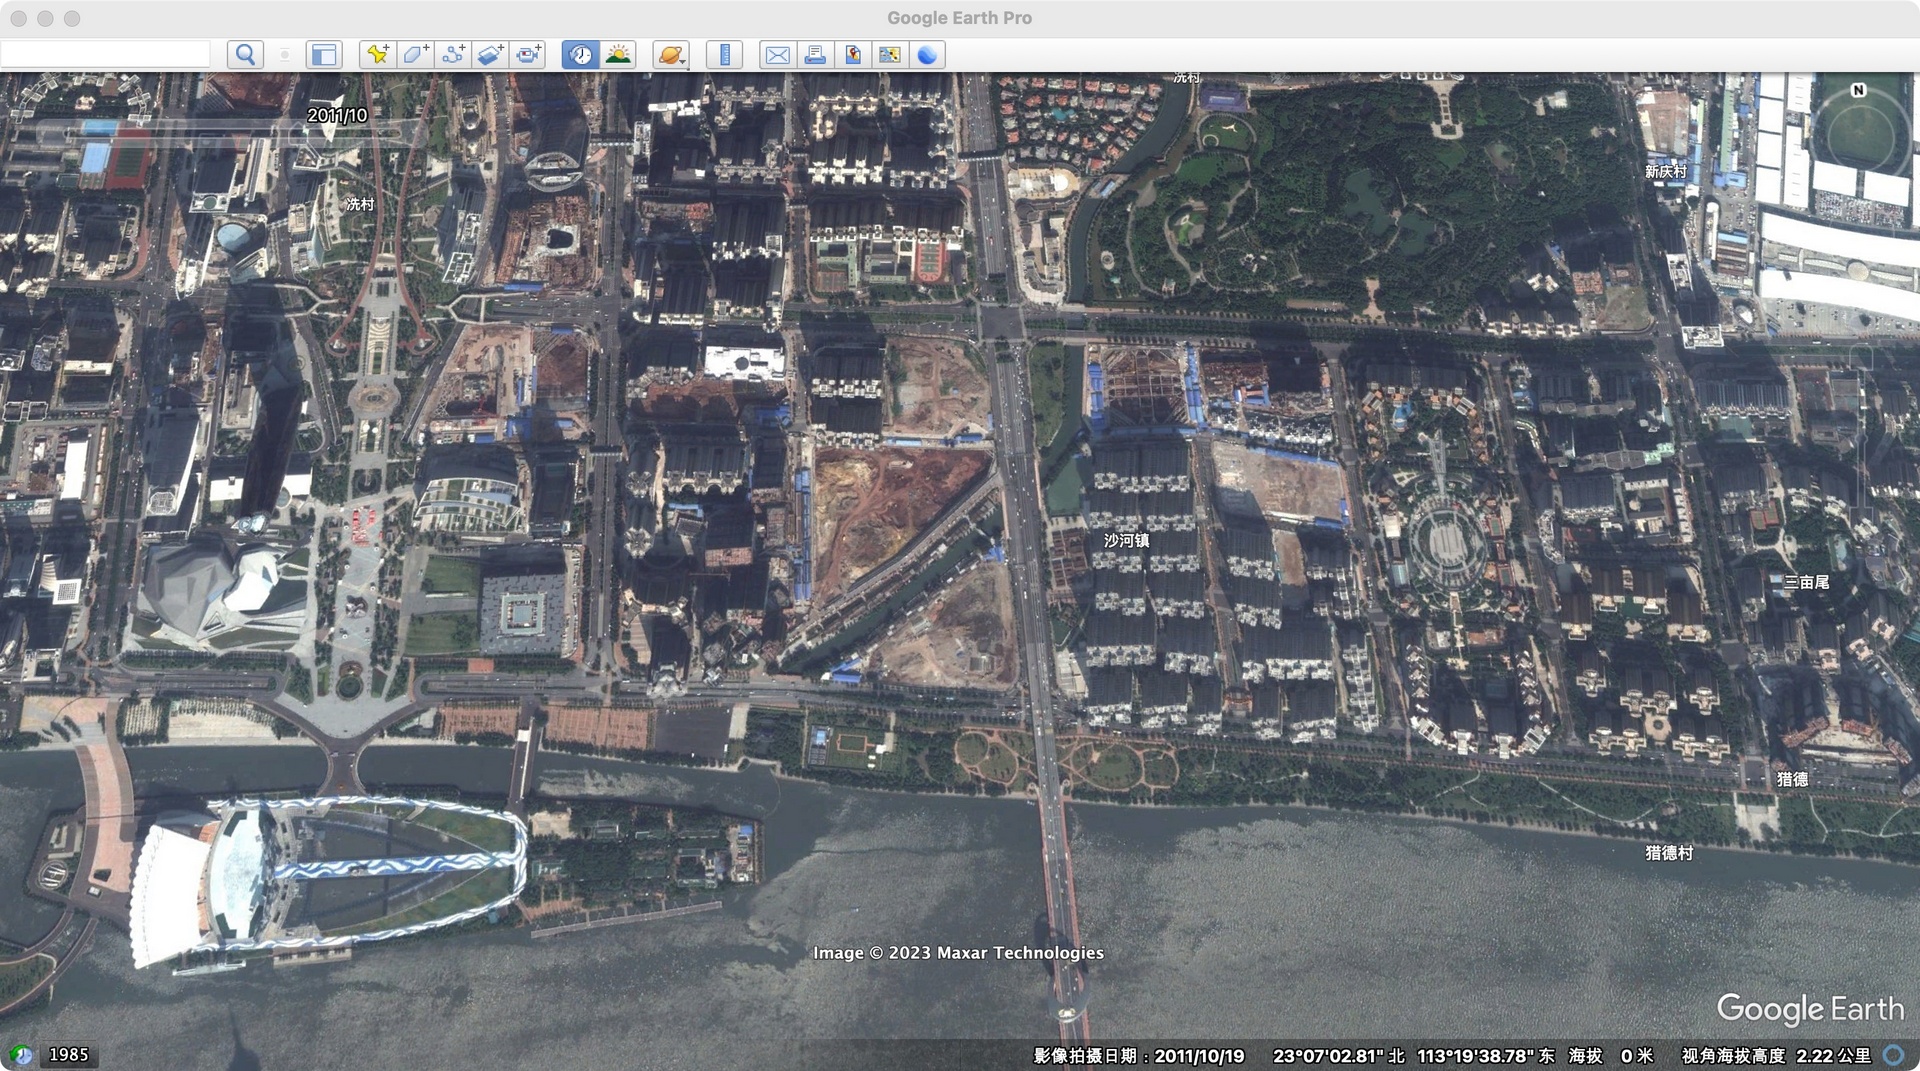 Google Earth Pro
冼村
2011/10
N
新庆村
冼村
沙河镇
三亩尾
猎德
猎德村
Image © 2023 Maxar Technologies
Google Earth
1985
影像拍摄日期：2011/10/19 23°07'02.81" 北 113°19'38.78" 东 海拔 0 米 视角海拔高度 2.22 公里